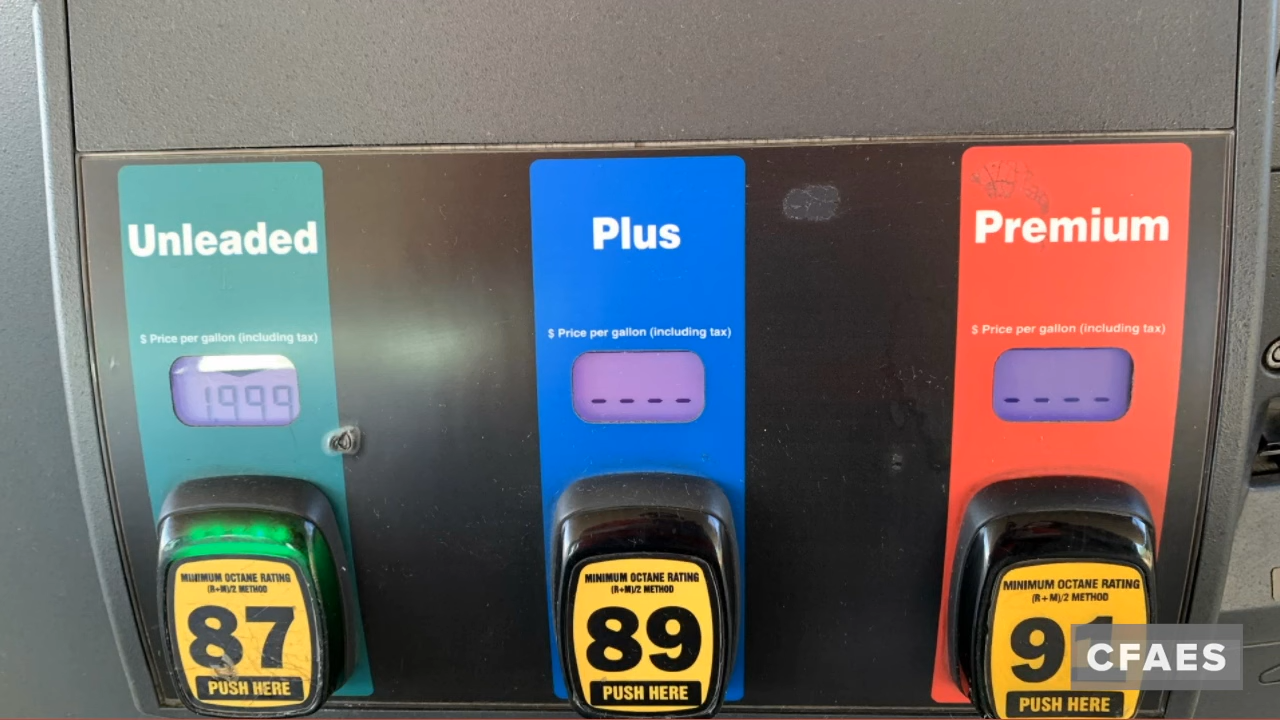 Unleaded
$ Price per gallon (including tax)
1.999
MINIMUM OCTANE RATING
(R+M)/2 METHOD
87
PUSH HERE
Plus
$ Price per gallon (including tax)
- - - -
MINIMUM OCTANE RATING
(R+M)/2 METHOD
89
PUSH HERE
Premium
$ Price per gallon (including tax)
- - - -
MINIMUM OCTANE RATING
(R+M)/2 METHOD
91
PUSH HERE
CFAES